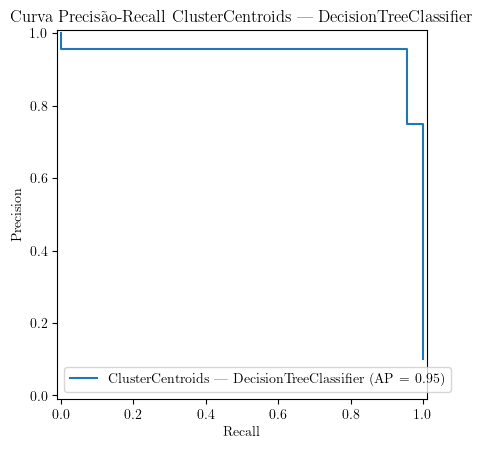 Curva Precisão-Recall ClusterCentroids — DecisionTreeClassifier
1.0
0.8
0.6
0.4
0.2
0.0
Precision
ClusterCentroids — DecisionTreeClassifier (AP = 0.95)
0.0 0.2 0.4 0.6 0.8 1.0
Recall